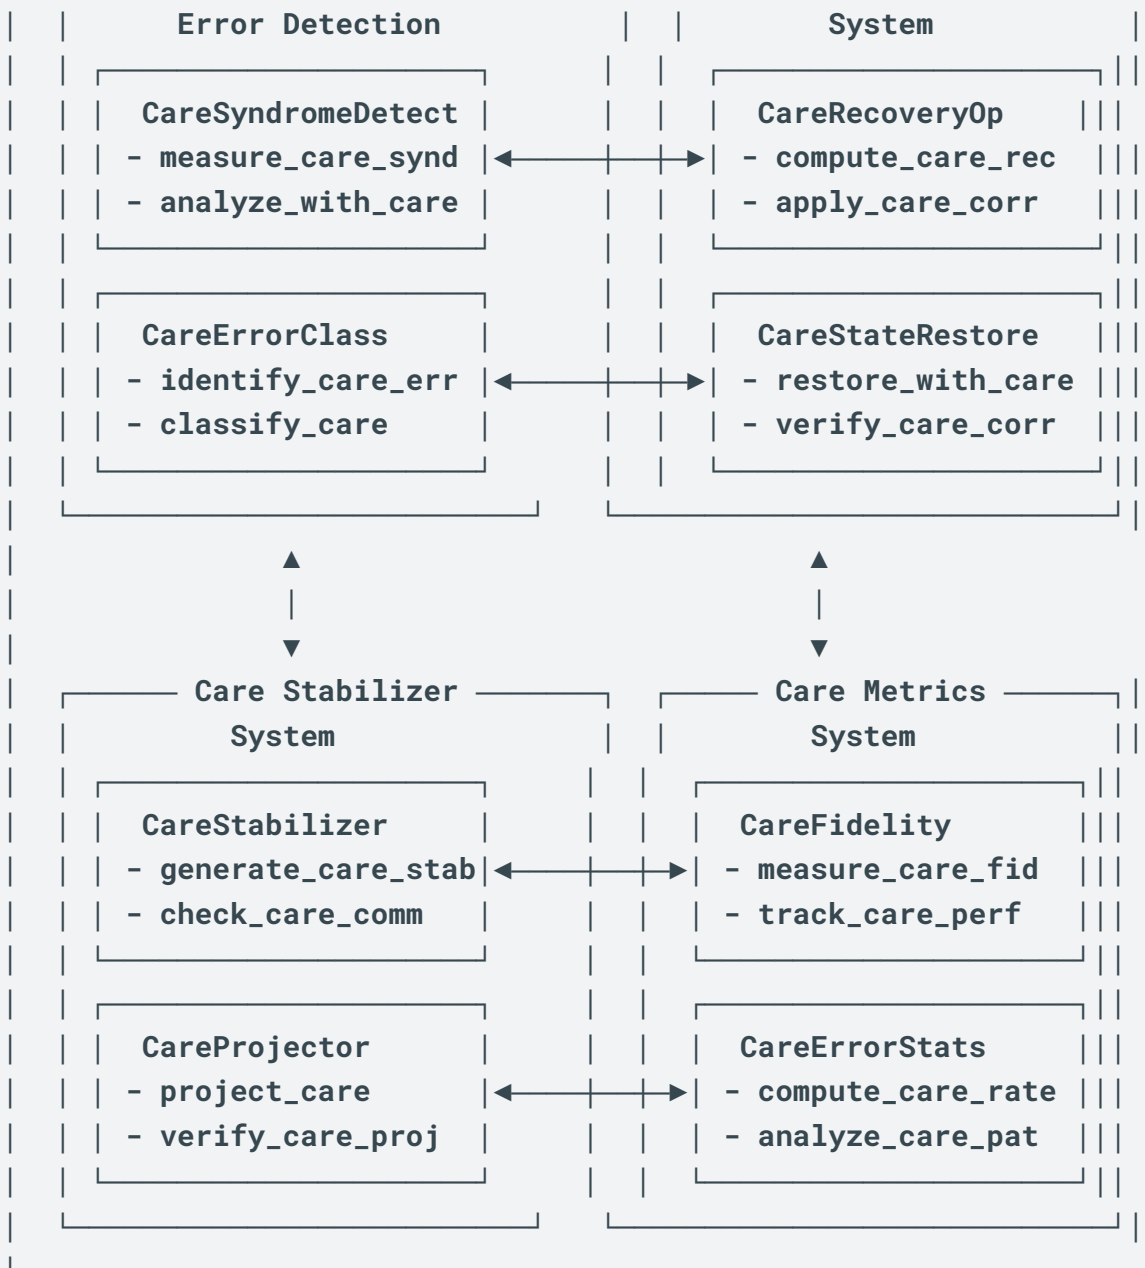 Error Detection System
CareSyndromeDetect CareRecoveryOp
- measure_care_synd - compute_care_rec
- analyze_with_care - apply_care_corr
CareErrorClass CareStateRestore
- identify_care_err - restore_with_care
- classify_care - verify_care_corr
Care Stabilizer Care Metrics
System System
CareStabilizer CareFidelity
- generate_care_stab - measure_care_fid
- check_care_comm - track_care_perf
CareProjector CareErrorStats
- project_care - compute_care_rate
- verify_care_proj - analyze_care_pat